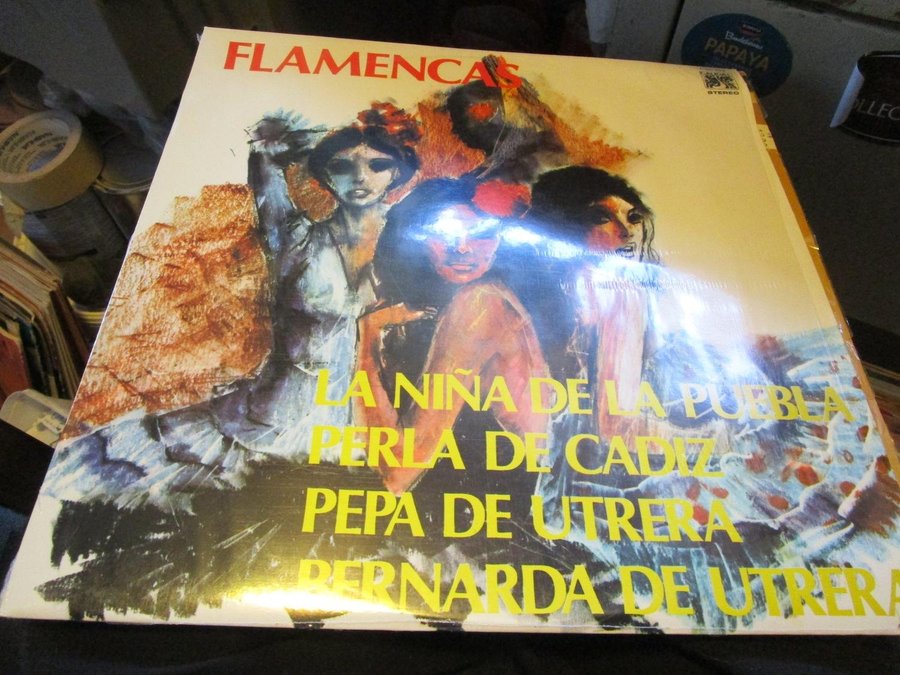 FLAMENCAS
STEREO
PAPAYA
LA NIÑA DE LA PUEBLA
PERLA DE CADIZ
PEPA DE UTRERA
BERNARDA DE UTRERA